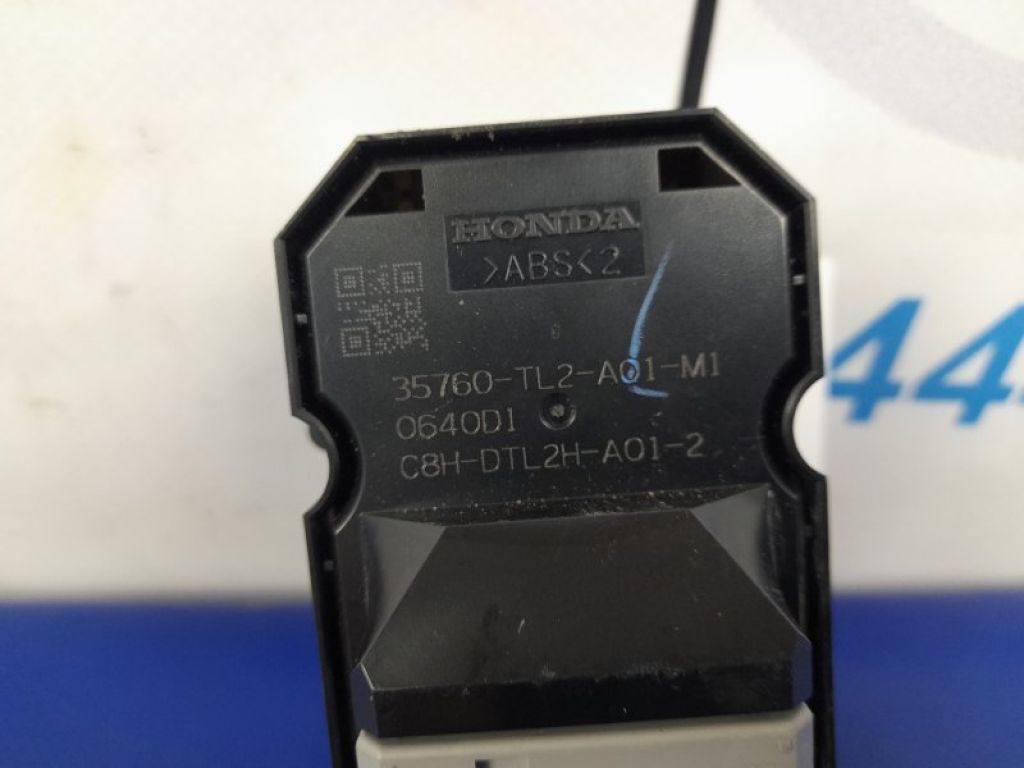 HONDA
>ABS<2
35760-TL2-A01-M1
0640D1
C8H-DTL2H-A01-2
44